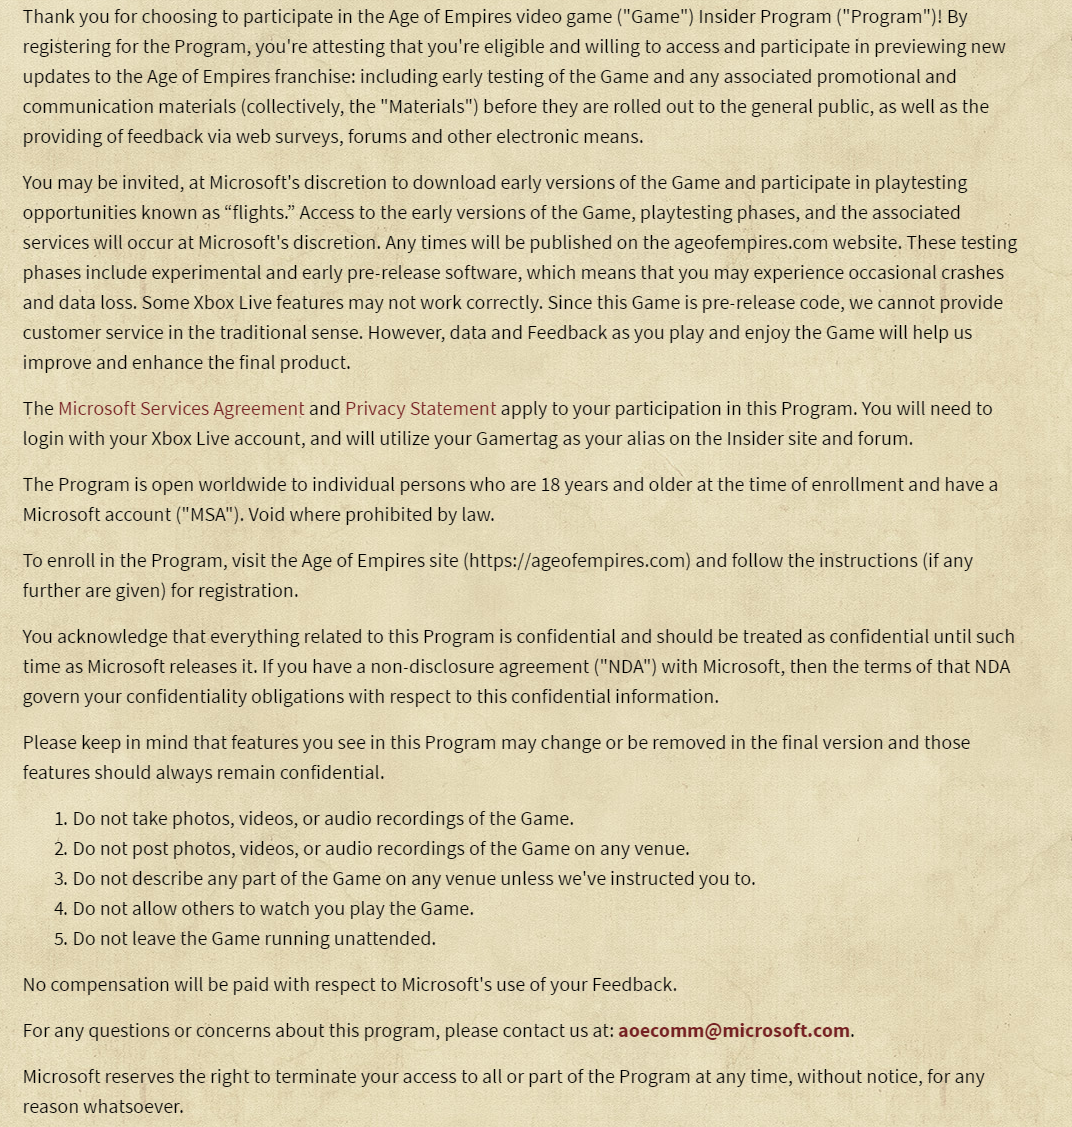 Thank you for choosing to participate in the Age of Empires video game ("Game") Insider Program ("Program")! By
registering for the Program, you're attesting that you're eligible and willing to access and participate in previewing new
updates to the Age of Empires franchise: including early testing of the Game and any associated promotional and
communication materials (collectively, the "Materials") before they are rolled out to the general public, as well as the
providing of feedback via web surveys, forums and other electronic means.
You may be invited, at Microsoft's discretion to download early versions of the Game and participate in playtesting
opportunities known as “flights.” Access to the early versions of the Game, playtesting phases, and the associated
services will occur at Microsoft's discretion. Any times will be published on the ageofempires.com website. These testing
phases include experimental and early pre-release software, which means that you may experience occasional crashes
and data loss. Some Xbox Live features may not work correctly. Since this Game is pre-release code, we cannot provide
customer service in the traditional sense. However, data and Feedback as you play and enjoy the Game will help us
improve and enhance the final product.
The Microsoft Services Agreement and Privacy Statement apply to your participation in this Program. You will need to
login with your Xbox Live account, and will utilize your Gamertag as your alias on the Insider site and forum.
The Program is open worldwide to individual persons who are 18 years and older at the time of enrollment and have a
Microsoft account ("MSA"). Void where prohibited by law.
To enroll in the Program, visit the Age of Empires site (https://ageofempires.com) and follow the instructions (if any
further are given) for registration.
You acknowledge that everything related to this Program is confidential and should be treated as confidential until such
time as Microsoft releases it. If you have a non-disclosure agreement ("NDA") with Microsoft, then the terms of that NDA
govern your confidentiality obligations with respect to this confidential information.
Please keep in mind that features you see in this Program may change or be removed in the final version and those
features should always remain confidential.
1. Do not take photos, videos, or audio recordings of the Game.
2. Do not post photos, videos, or audio recordings of the Game on any venue.
3. Do not describe any part of the Game on any venue unless we've instructed you to.
4. Do not allow others to watch you play the Game.
5. Do not leave the Game running unattended.
No compensation will be paid with respect to Microsoft's use of your Feedback.
For any questions or concerns about this program, please contact us at: aoecomm@microsoft.com.
Microsoft reserves the right to terminate your access to all or part of the Program at any time, without notice, for any
reason whatsoever.